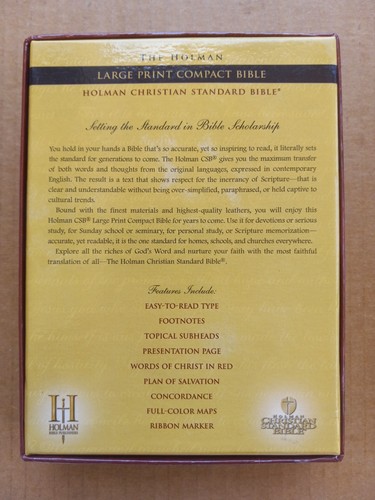 THE HOLMAN
LARGE PRINT COMPACT BIBLE
HOLMAN CHRISTIAN STANDARD BIBLE®
Setting the Standard in Bible Scholarship
You hold in your hands a Bible that's so accurate, yet so inspiring to read, it literally sets
the standard for generations to come. The Holman CSB® gives you the maximum transfer
of both words and thoughts from the original languages, expressed in contemporary
English. The result is a text that shows respect for the inerrancy of Scripture—that is
clear and understandable without being over-simplified, paraphrased, or held captive to
cultural trends.
Bound with the finest materials and highest-quality leathers, you will enjoy this
Holman CSB® Large Print Compact Bible for years to come. Use it for devotions or serious
study, for Sunday school or seminary, for personal study, or Scripture memorization—
accurate, yet readable, it is the one standard for homes, schools, and churches everywhere.
Explore all the riches of God's Word and nurture your faith with the most faithful
translation of all—The Holman Christian Standard Bible®.
Features Include:
EASY-TO-READ TYPE
FOOTNOTES
TOPICAL SUBHEADS
PRESENTATION PAGE
WORDS OF CHRIST IN RED
PLAN OF SALVATION
CONCORDANCE
FULL-COLOR MAPS
RIBBON MARKER
HOLMAN
BIBLE PUBLISHERS
HOLMAN
CHRISTIAN
STANDARD
BIBLE